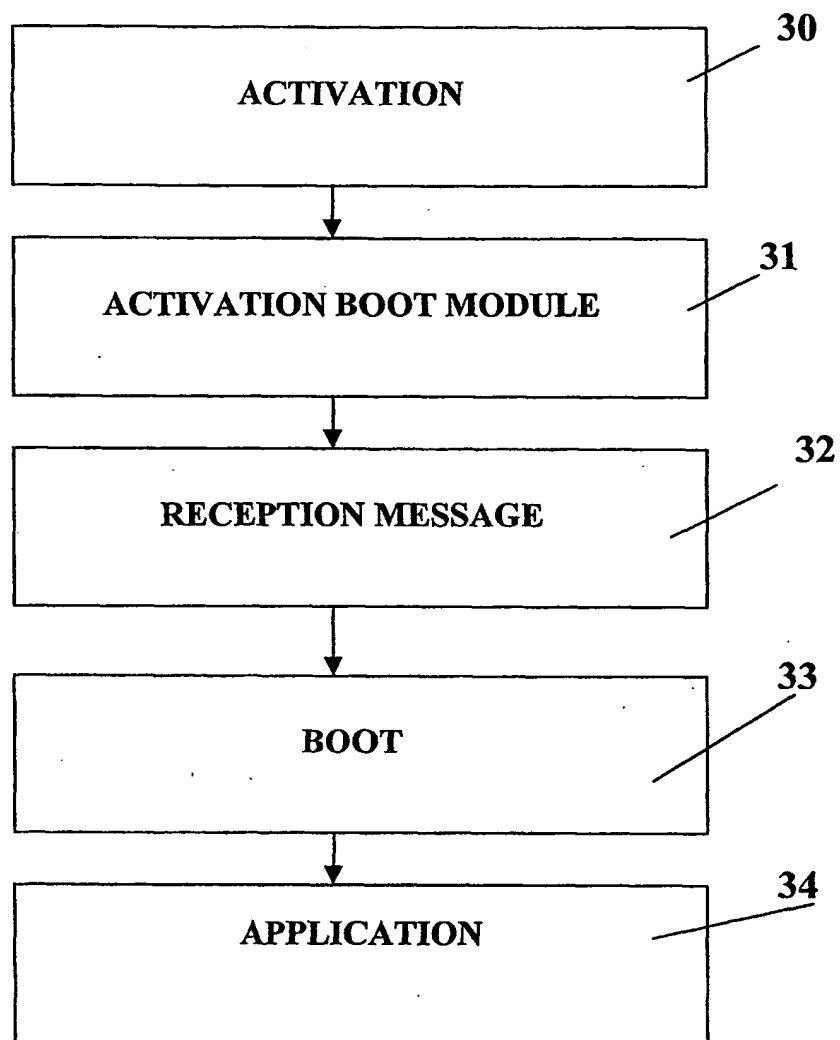 30
ACTIVATION
31
ACTIVATION BOOT MODULE
32
RECEPTION MESSAGE
33
BOOT
34
APPLICATION